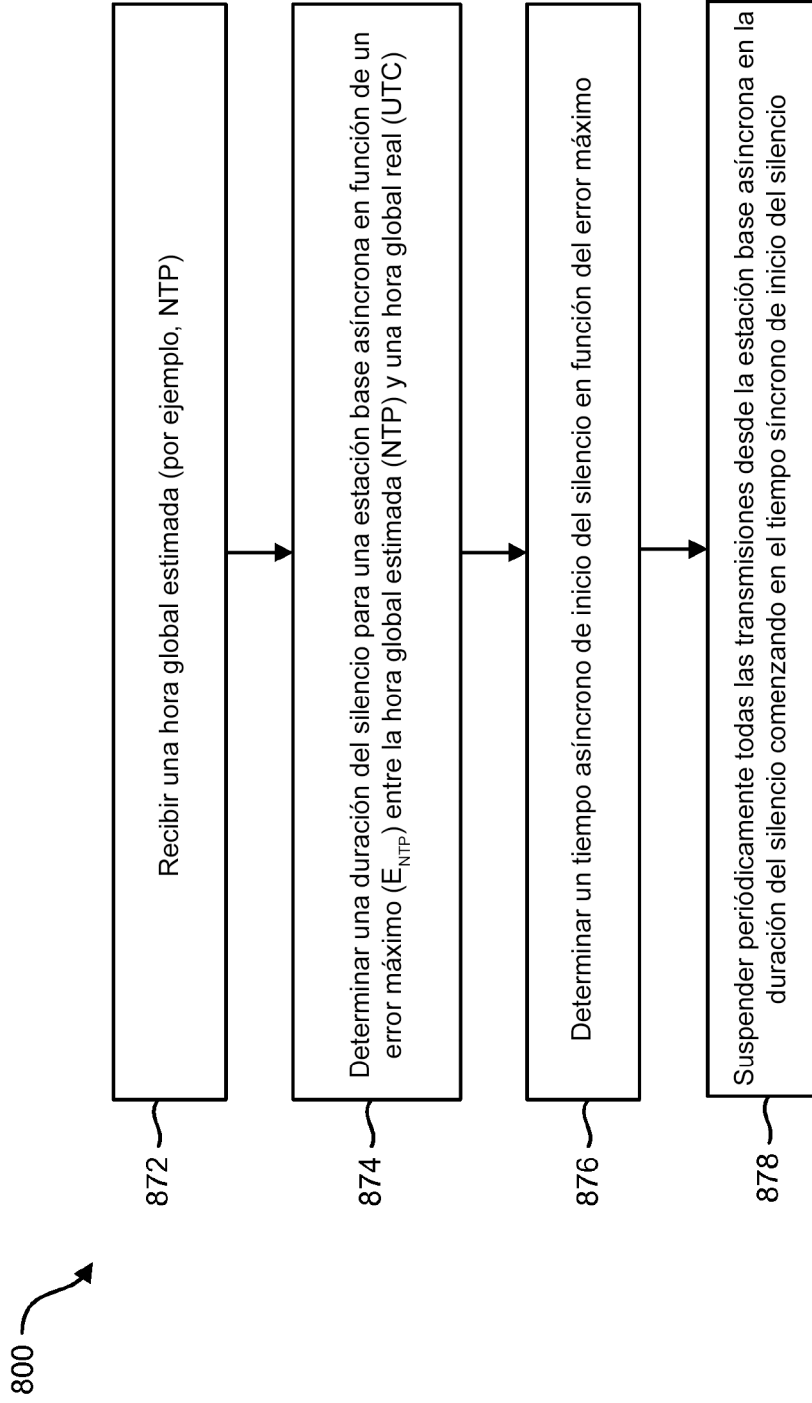 800
872
Recibir una hora global estimada (por ejemplo, NTP)
874
Determinar una duración del silencio para una estación base asíncrona en función de un
error máximo (E_NTP) entre la hora global estimada (NTP) y una hora global real (UTC)
876
Determinar un tiempo asíncrono de inicio del silencio en función del error máximo
878
Suspender periódicamente todas las transmisiones desde la estación base asíncrona en la
duración del silencio comenzando en el tiempo síncrono de inicio del silencio